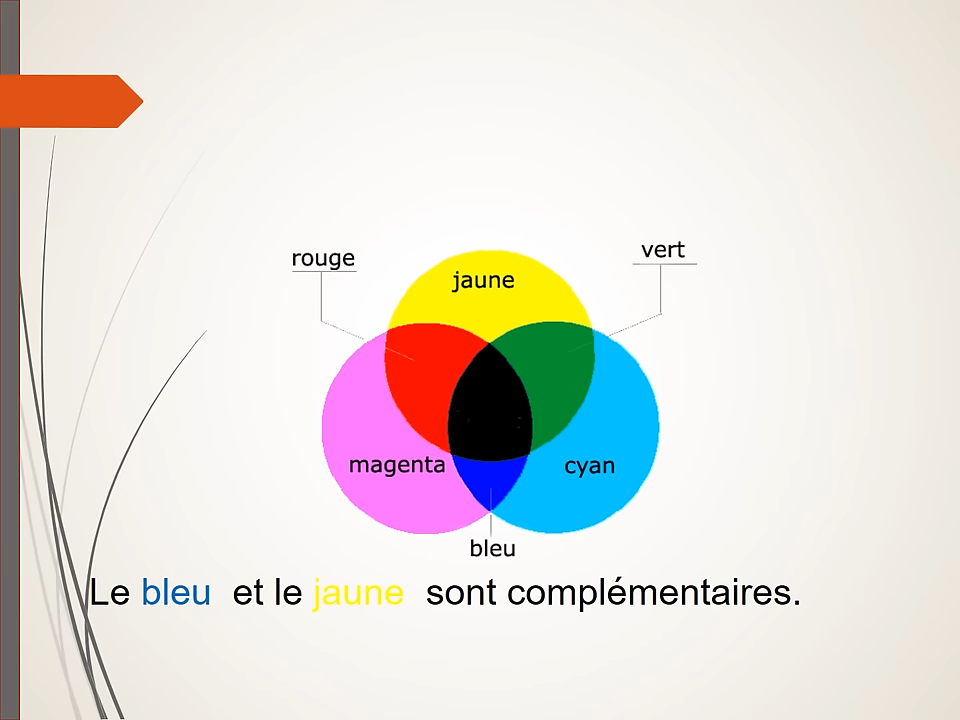 rouge
vert
jaune
magenta
cyan
bleu
Le bleu et le jaune sont complémentaires.